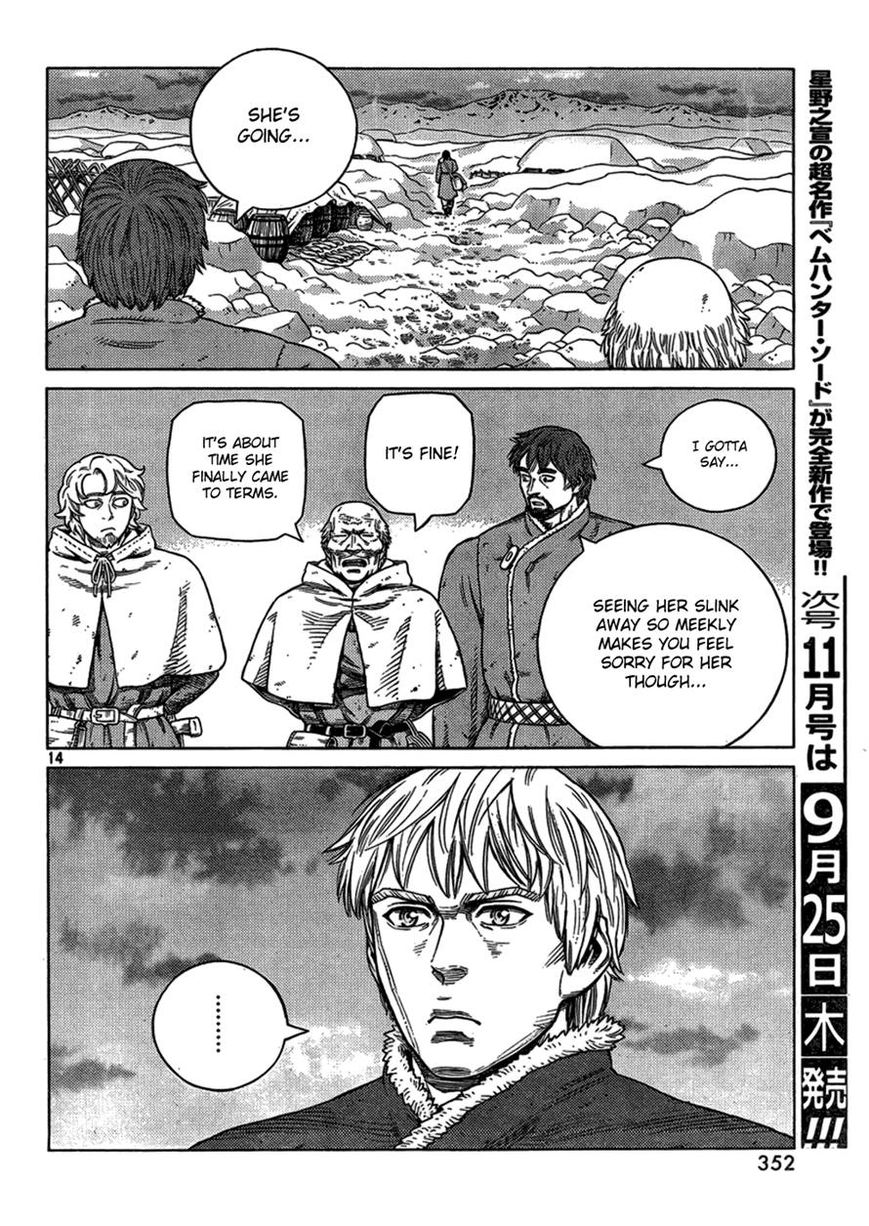 SHE'S
GOING...
I GOTTA
SAY...
SEEING HER SLINK
AWAY SO MEEKLY
MAKES YOU FEEL
SORRY FOR HER
THOUGH...
IT'S FINE!
IT'S ABOUT
TIME SHE
FINALLY CAME
TO TERMS.
14
.........
星野之宣の超名作『ベムハンター・ソード』が完全新作で登場!!
次号11月号は9月25日木発売!!!
352